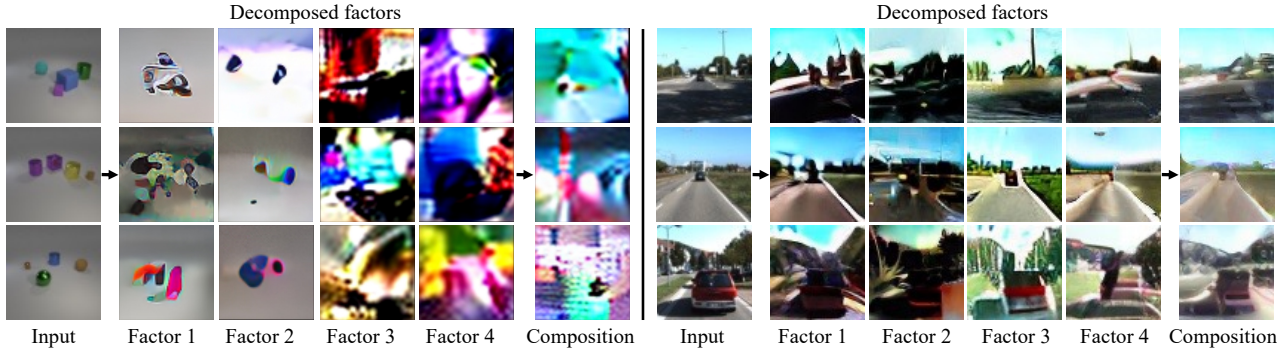 Decomposed factors
Decomposed factors
Input Factor 1 Factor 2 Factor 3 Factor 4 Composition
Input Factor 1 Factor 2 Factor 3 Factor 4 Composition